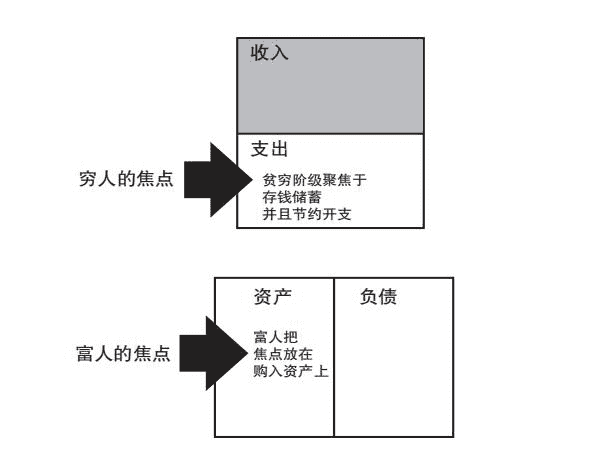 收入
支出
穷人的焦点
贫穷阶级聚焦于
存钱储蓄
并且节约开支
资产
负债
富人的焦点
富人把
焦点放在
购入资产上